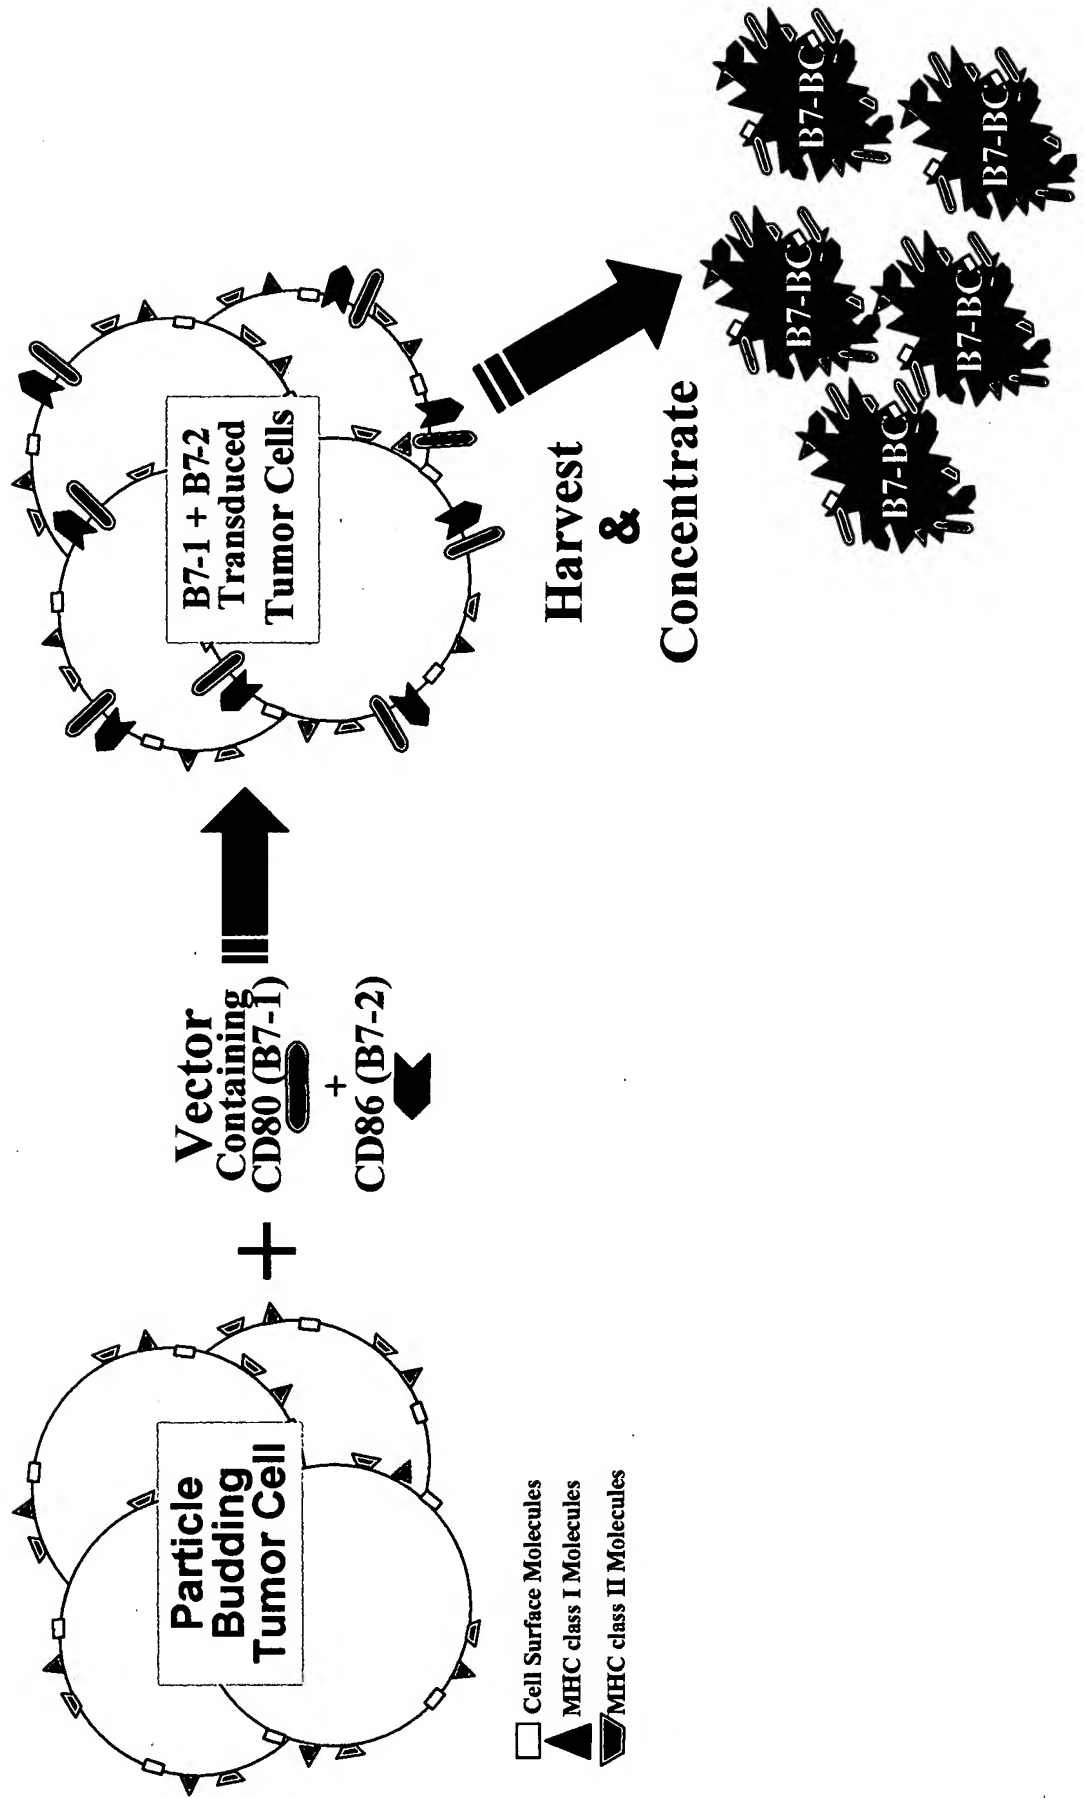 Particle
Budding
Tumor Cell
+
Vector
Containing
CD80 (B7-1)
+
CD86 (B7-2)
B7-1 + B7-2
Transduced
Tumor Cells
Harvest
&
Concentrate
B7-BC
B7-BC
B7-BC
B7-BC
B7-BC
Cell Surface Molecules
MHC class I Molecules
MHC class II Molecules